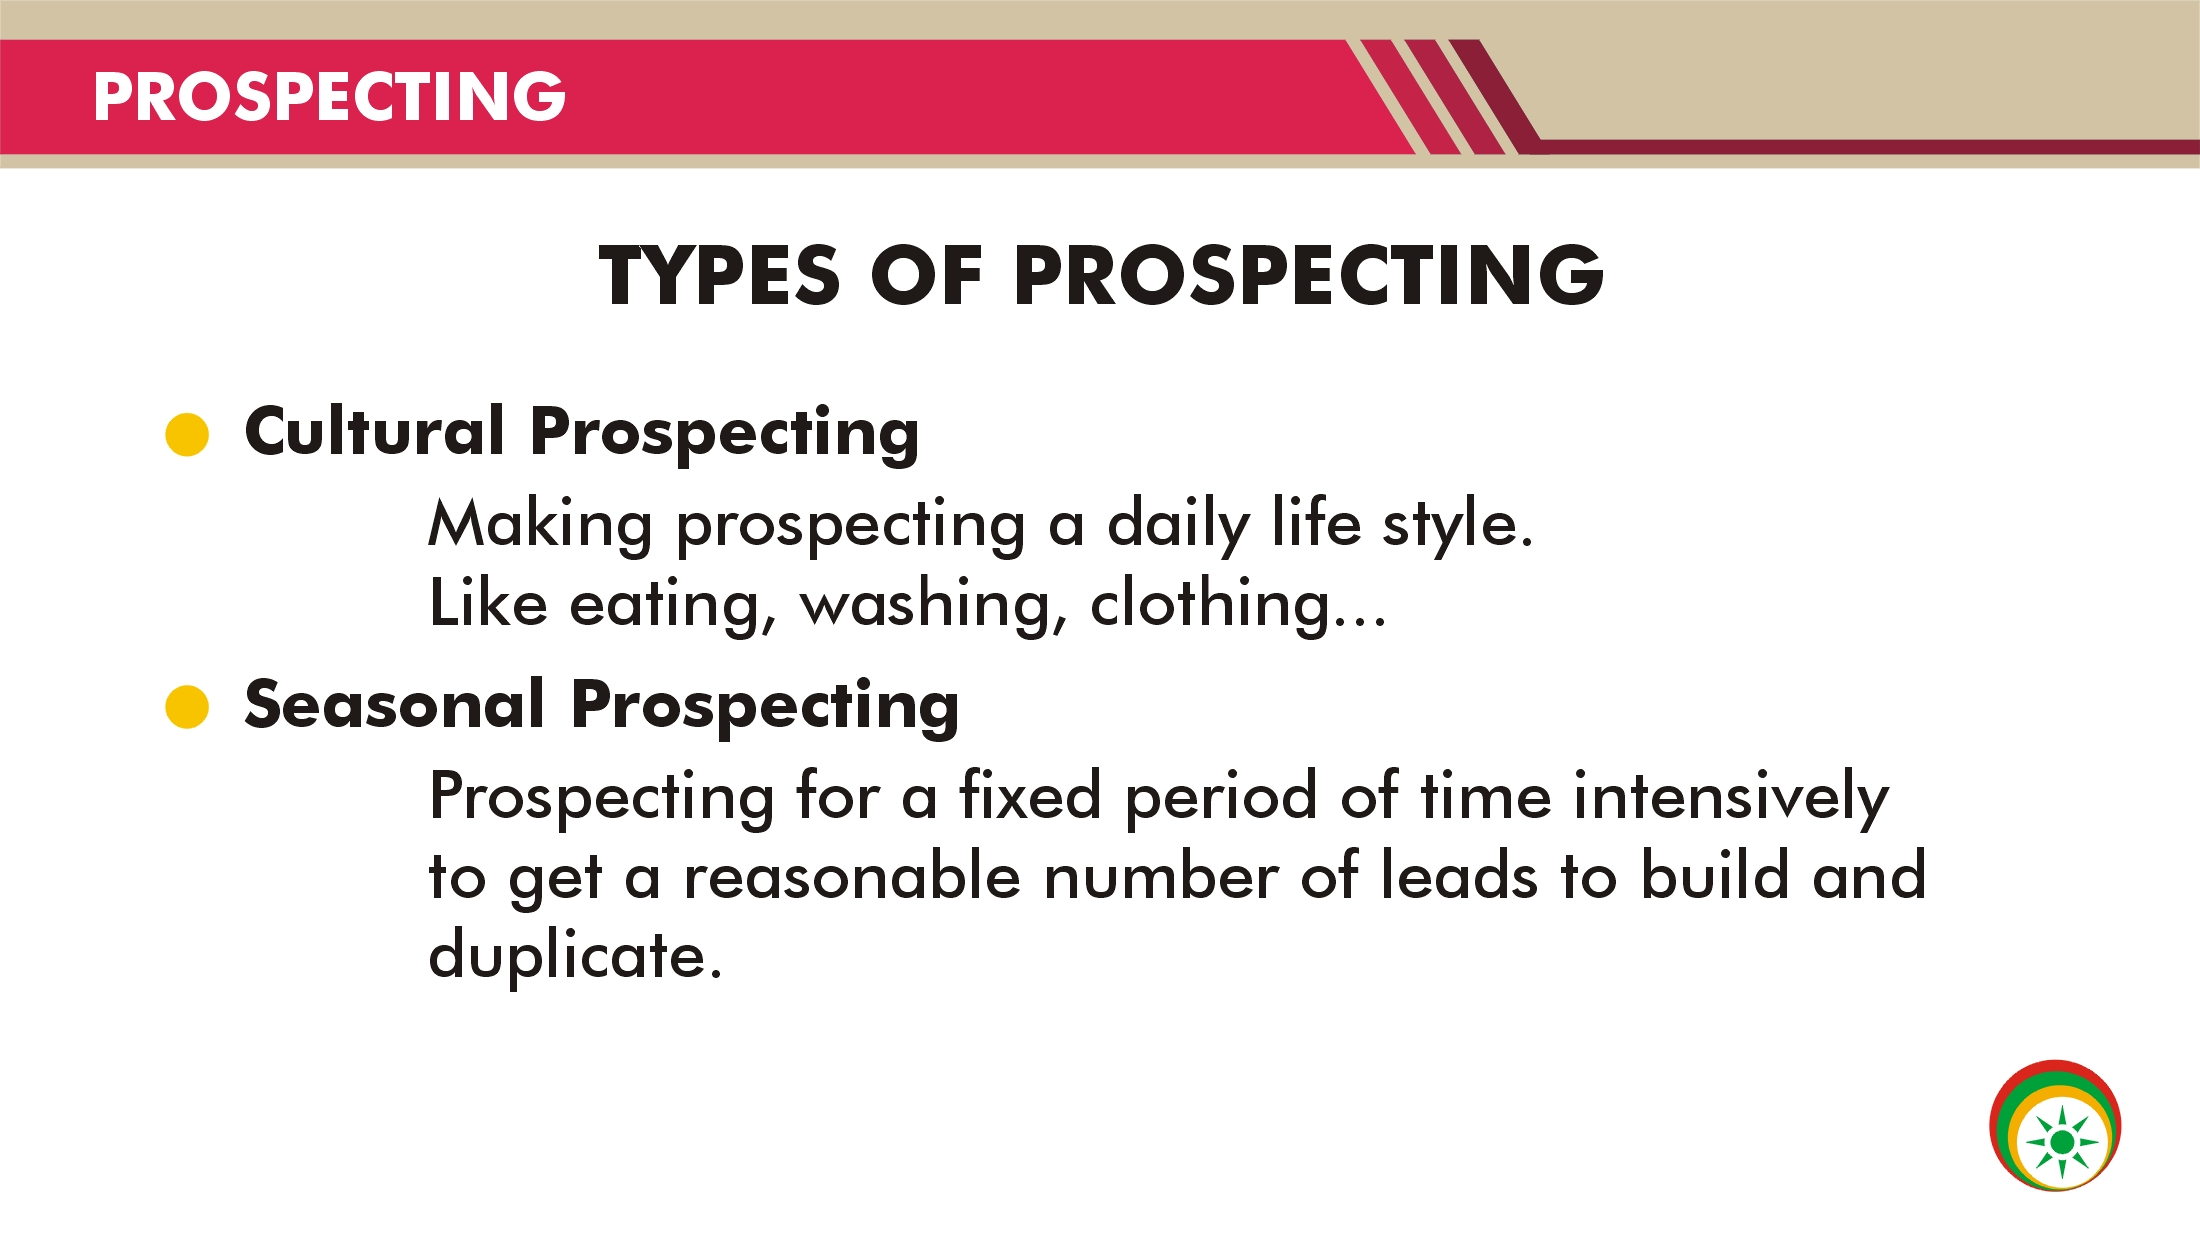 PROSPECTING
TYPES OF PROSPECTING
Cultural Prospecting
Making prospecting a daily life style.
Like eating, washing, clothing...
Seasonal Prospecting
Prospecting for a fixed period of time intensively
to get a reasonable number of leads to build and
duplicate.